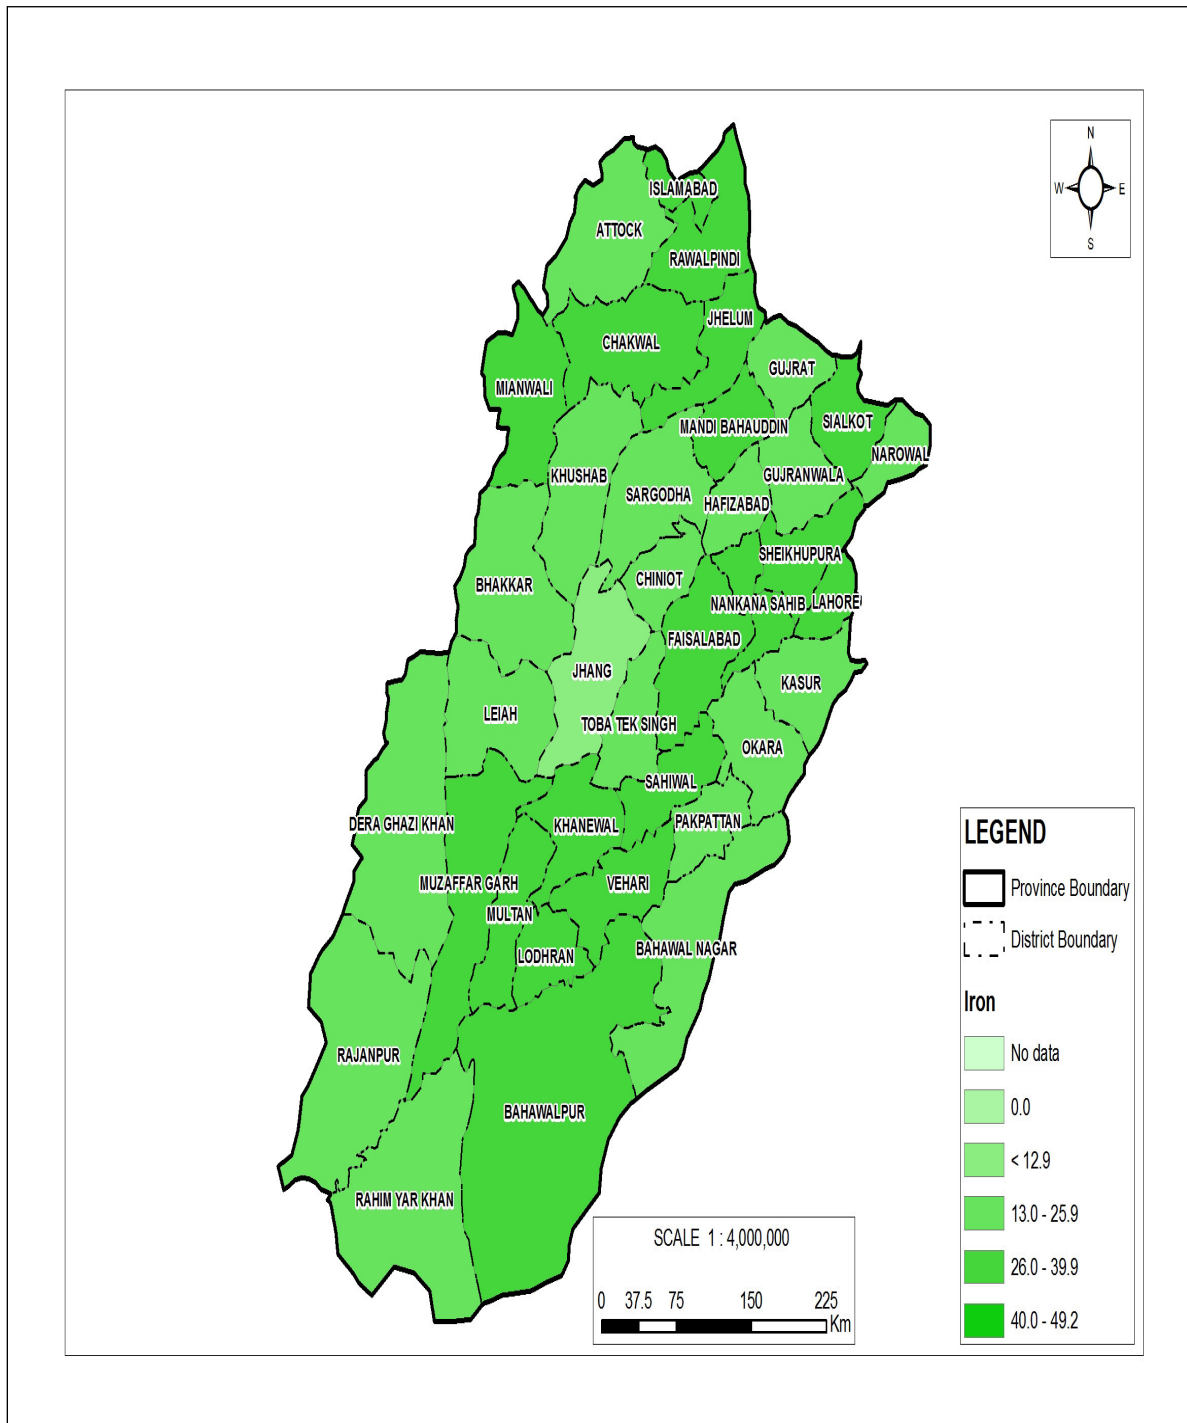 N
W E
S
ISLAMABAD
ATTOCK
RAWALPINDI
JHELUM
CHAKWAL
GUJRAT
MIANWALI
SIALKOT
MANDI BAHAUDDIN
NAROWAL
KHUSHAB
GUJRANWALA
SARGODHA
HAFIZABAD
SHEIKHUPURA
CHINIOT
BHAKKAR
NANKANA SAHIB
LAHORE
FAISALABAD
JHANG
KASUR
LEIAH
TOBA TEK SINGH
OKARA
SAHIWAL
DERA GHAZI KHAN
KHANEWAL
PAKPATTAN
MUZAFFAR GARH
VEHARI
MULTAN
LODHRAN
BAHAWAL NAGAR
RAJANPUR
BAHAWALPUR
RAHIM YAR KHAN
LEGEND
Province Boundary
District Boundary
Iron
No data
0.0
< 12.9
13.0 - 25.9
26.0 - 39.9
40.0 - 49.2
SCALE 1 : 4,000,000
0 37.5 75 150 225
Km